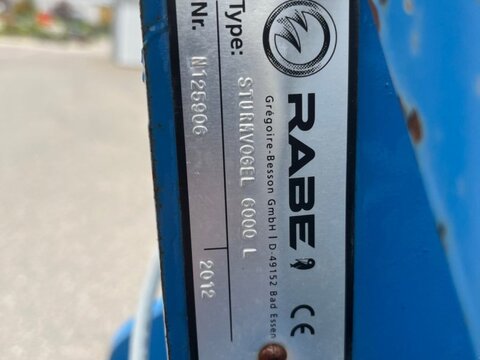 RABE CE
Grégoire-Besson GmbH | D-49152 Bad Essen
Type: STURMVOGEL 6000 L
Nr. N125906 2012